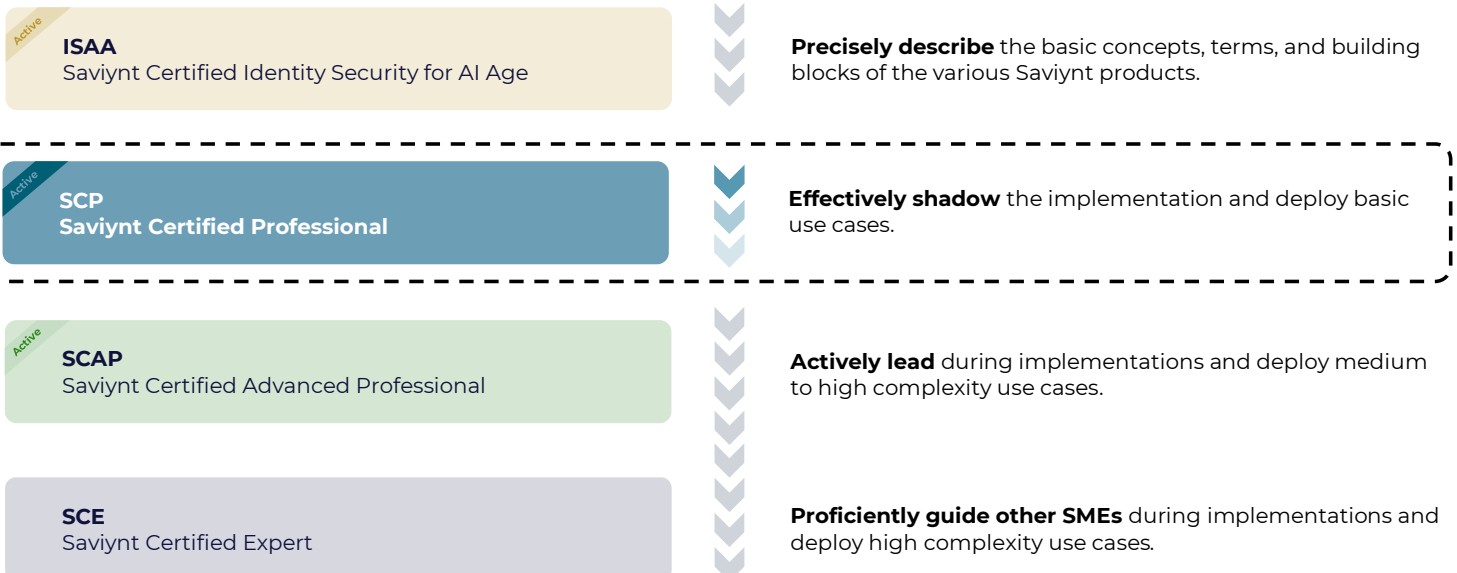 Active
ISAA
Saviynt Certified Identity Security for AI Age
Precisely describe the basic concepts, terms, and building
blocks of the various Saviynt products.
Active
SCP
Saviynt Certified Professional
Effectively shadow the implementation and deploy basic
use cases.
Active
SCAP
Saviynt Certified Advanced Professional
Actively lead during implementations and deploy medium
to high complexity use cases.
SCE
Saviynt Certified Expert
Proficiently guide other SMEs during implementations and
deploy high complexity use cases.